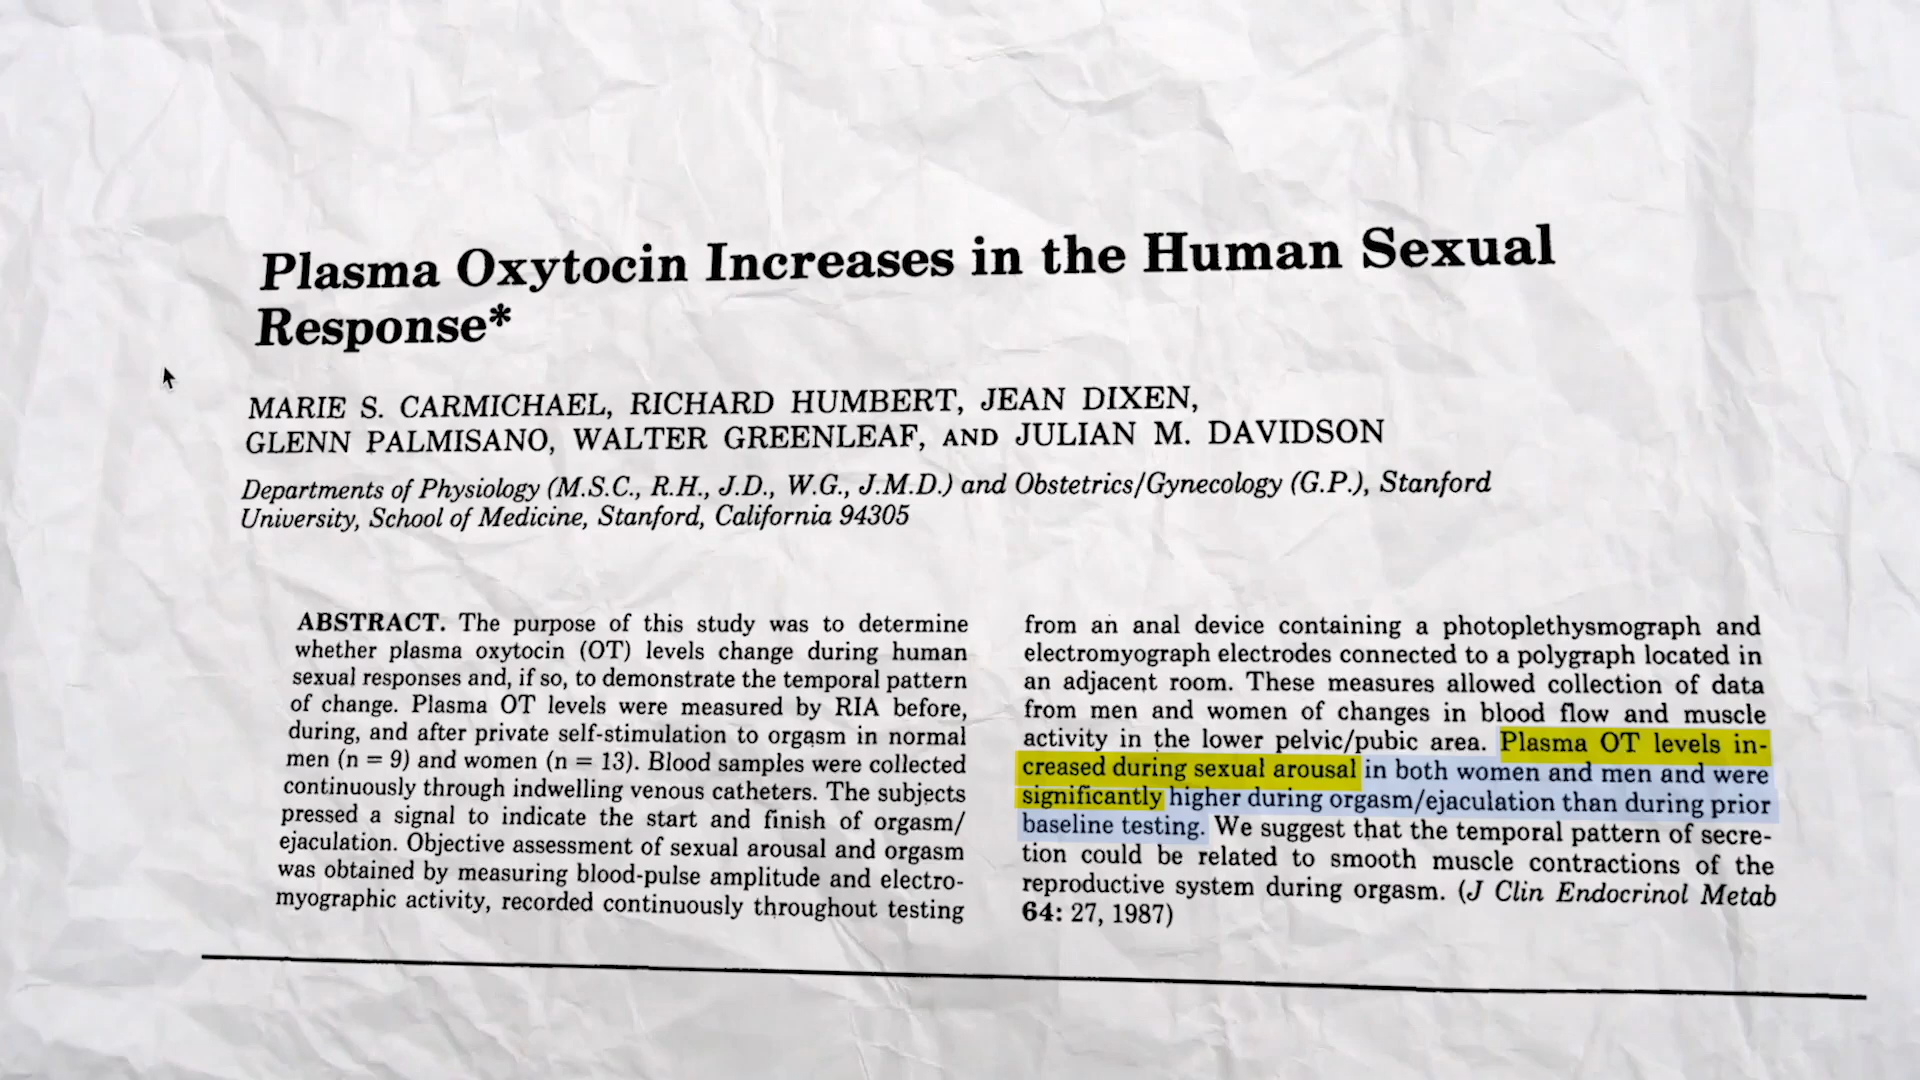 Plasma Oxytocin Increases in the Human Sexual
Response*
MARIE S. CARMICHAEL, RICHARD HUMBERT, JEAN DIXEN,
GLENN PALMISANO, WALTER GREENLEAF, AND JULIAN M. DAVIDSON
Departments of Physiology (M.S.C., R.H., J.D., W.G., J.M.D.) and Obstetrics/Gynecology (G.P.), Stanford
University, School of Medicine, Stanford, California 94305
ABSTRACT. The purpose of this study was to determine
whether plasma oxytocin (OT) levels change during human
sexual responses and, if so, to demonstrate the temporal pattern
of change. Plasma OT levels were measured by RIA before,
during, and after private self-stimulation to orgasm in normal
men (n = 9) and women (n = 13). Blood samples were collected
continuously through indwelling venous catheters. The subjects
pressed a signal to indicate the start and finish of orgasm/
ejaculation. Objective assessment of sexual arousal and orgasm
was obtained by measuring blood-pulse amplitude and electro-
myographic activity, recorded continuously throughout testing
from an anal device containing a photoplethysmograph and
electromyograph electrodes connected to a polygraph located in
an adjacent room. These measures allowed collection of data
from men and women of changes in blood flow and muscle
activity in the lower pelvic/pubic area. Plasma OT levels in-
creased during sexual arousal in both women and men and were
significantly higher during orgasm/ejaculation than during prior
baseline testing. We suggest that the temporal pattern of secre-
tion could be related to smooth muscle contractions of the
reproductive system during orgasm. (J Clin Endocrinol Metab
64: 27, 1987)